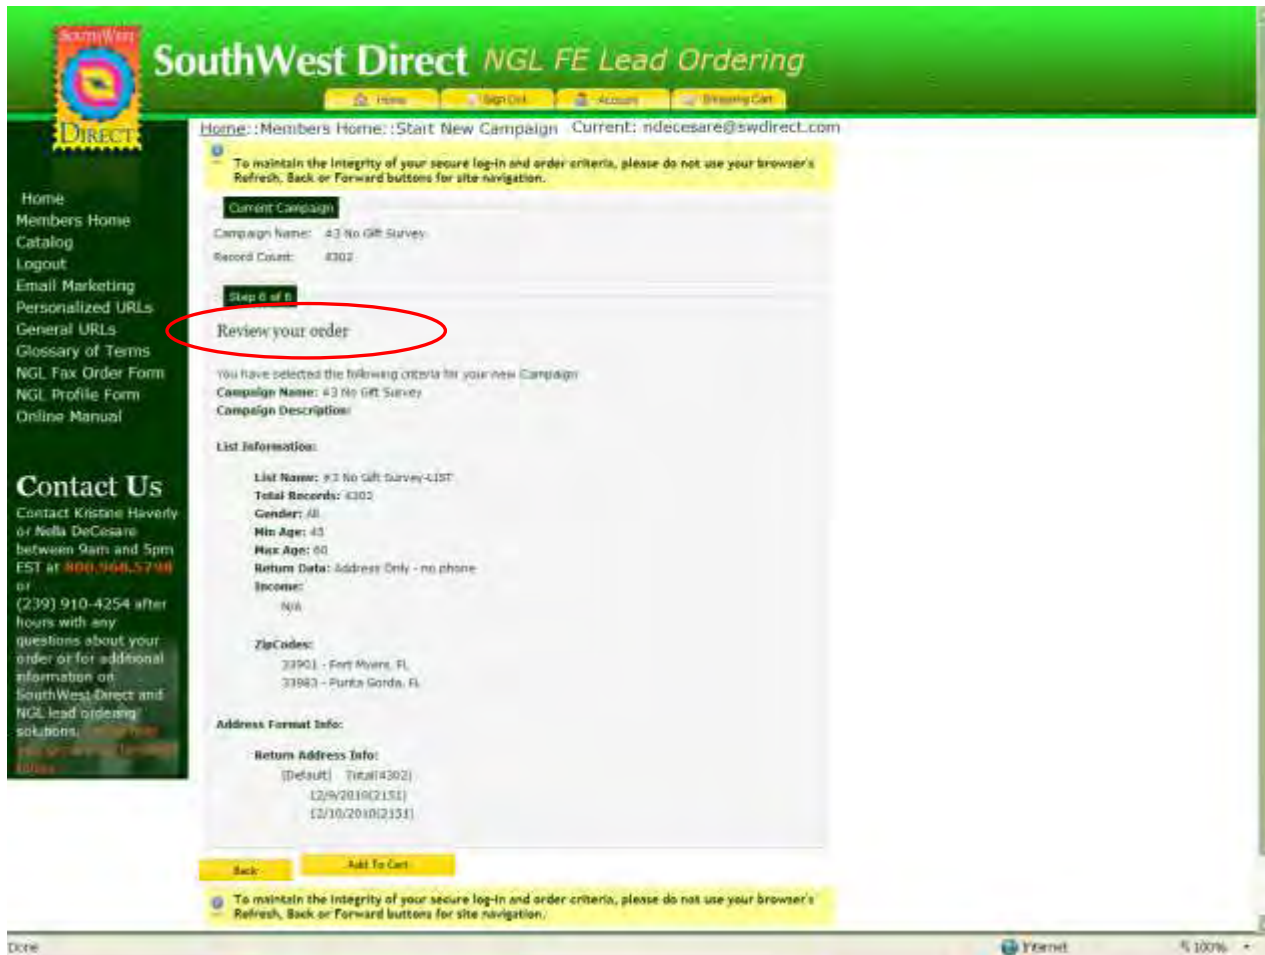 SouthWest
DIRECT
SouthWest Direct NGL FE Lead Ordering
Home Sign Out Account Shopping Cart
Home::Members Home::Start New Campaign Current: ndecesare@swdirect.com
To maintain the integrity of your secure log-in and order criteria, please do not use your browser's
Refresh, Back or Forward buttons for site navigation.
Home
Members Home
Catalog
Logout
Email Marketing
Personalized URLs
General URLs
Glossary of Terms
NGL Fax Order Form
NGL Profile Form
Online Manual
Contact Us
Contact Kristine Haverly
or Nella DeCesare
between 9am and 5pm
EST at 800.968.5798
or
(239) 910-4254 after
hours with any
questions about your
order or for additional
information on
SouthWest Direct and
NGL lead ordering
solutions.
Current Campaign
Campaign Name: #3 No Gift Survey
Record Count: 4302
Step 6 of 6
Review your order
You have selected the following criteria for your new Campaign
Campaign Name: #3 No Gift Survey
Campaign Description:
List Information:
List Name: #3 No Gift Survey-LIST
Total Records: 4302
Gender: All
Min Age: 45
Max Age: 60
Return Data: Address Only - no phone
Income:
N/A
ZipCodes:
33901 - Fort Myers, FL
33983 - Punta Gorda, FL
Address Format Info:
Return Address Info:
(Default) Total(4302)
12/9/2010(2151)
12/10/2010(2151)
Back Add To Cart
To maintain the integrity of your secure log-in and order criteria, please do not use your browser's
Refresh, Back or Forward buttons for site navigation.
Done Internet 100%